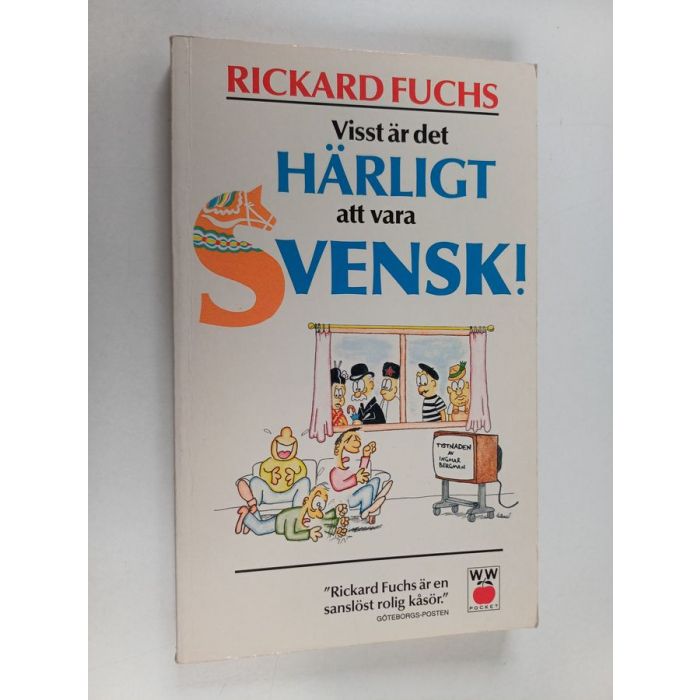 RICKARD FUCHS
Visst är det
HÄRLIGT
att vara
SVENSK!
TYSTNADEN
AV
INGMAR
BERGMAN
"Rickard Fuchs är en
sanslöst rolig kåsör."
GÖTEBORGS-POSTEN
WW
POCKET